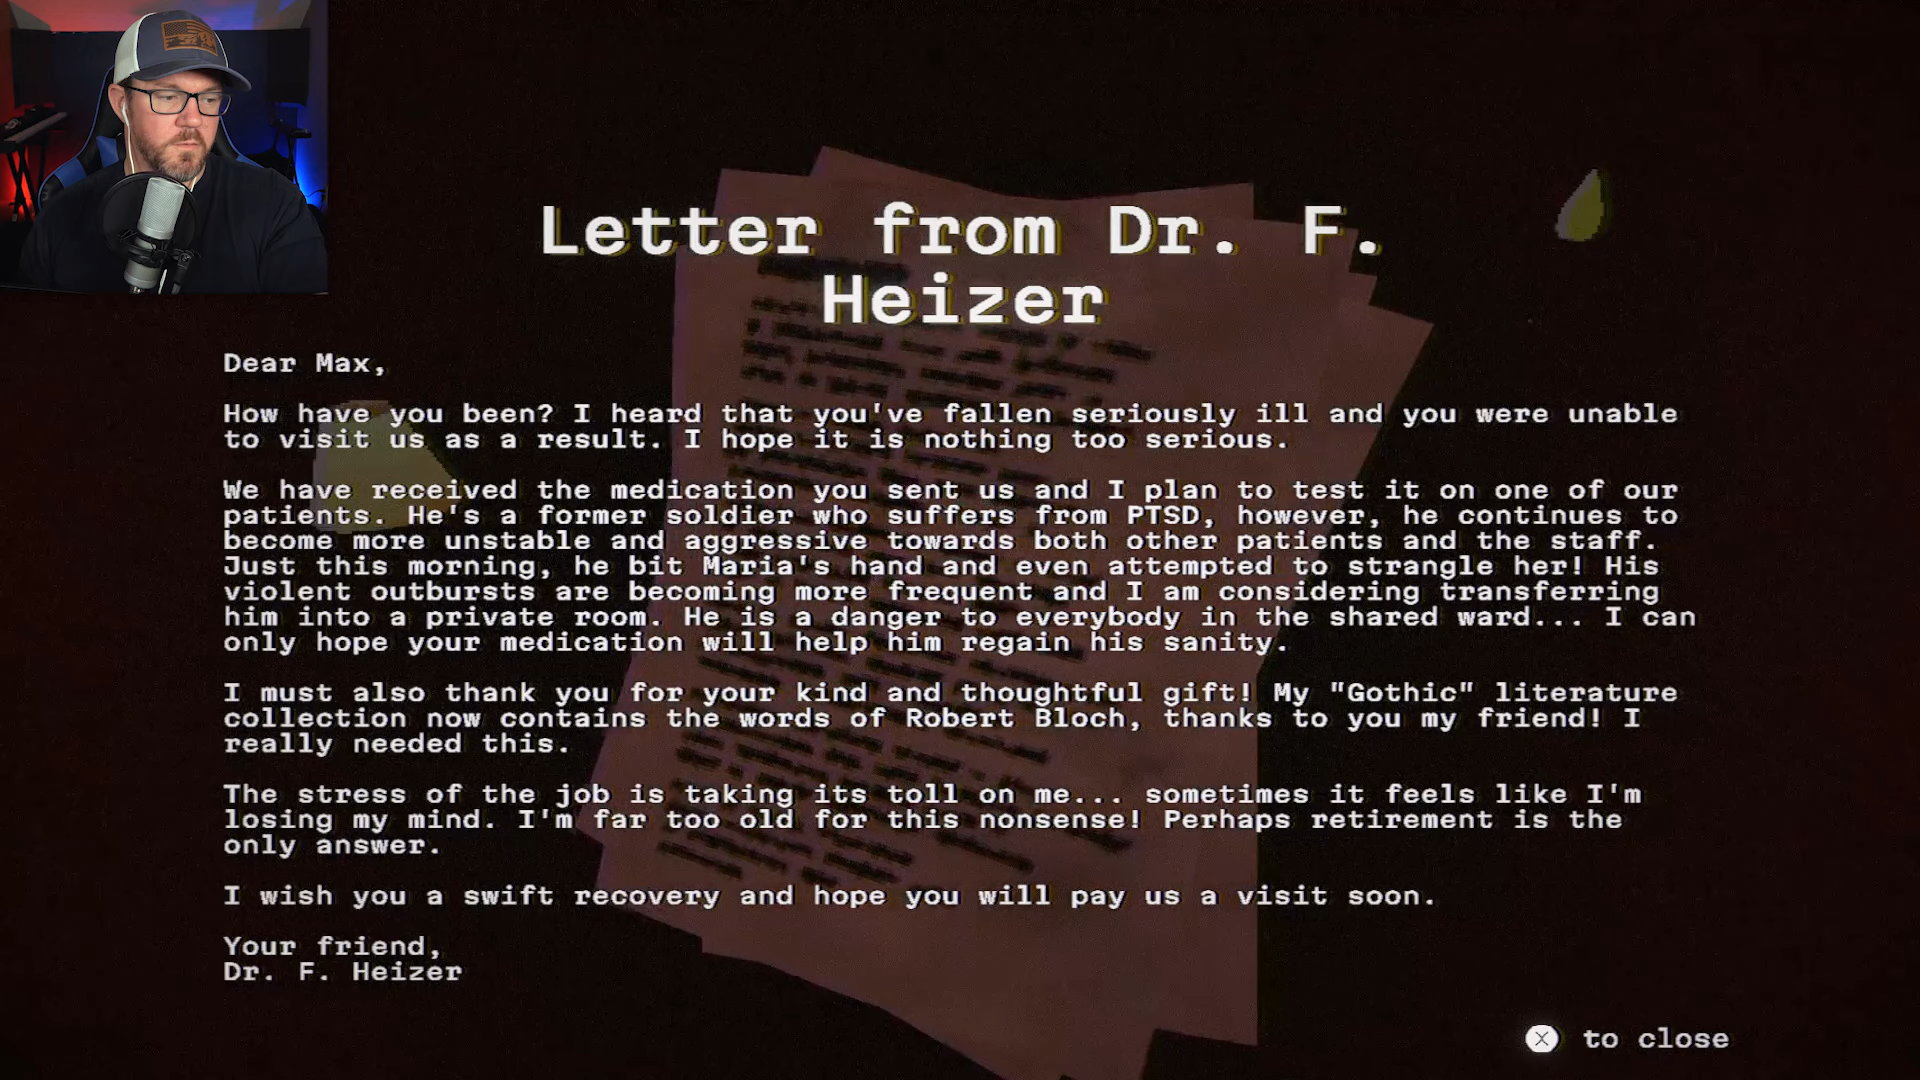 Letter from Dr. F.
Heizer
Dear Max,
How have you been? I heard that you've fallen seriously ill and you were unable
to visit us as a result. I hope it is nothing too serious.
We have received the medication you sent us and I plan to test it on one of our
patients. He's a former soldier who suffers from PTSD, however, he continues to
become more unstable and aggressive towards both other patients and the staff.
Just this morning, he bit Maria's hand and even attempted to strangle her! His
violent outbursts are becoming more frequent and I am considering transferring
him into a private room. He is a danger to everybody in the shared ward... I can
only hope your medication will help him regain his sanity.
I must also thank you for your kind and thoughtful gift! My "Gothic" literature
collection now contains the words of Robert Bloch, thanks to you my friend! I
really needed this.
The stress of the job is taking its toll on me... sometimes it feels like I'm
losing my mind. I'm far too old for this nonsense! Perhaps retirement is the
only answer.
I wish you a swift recovery and hope you will pay us a visit soon.
Your friend,
Dr. F. Heizer
X to close